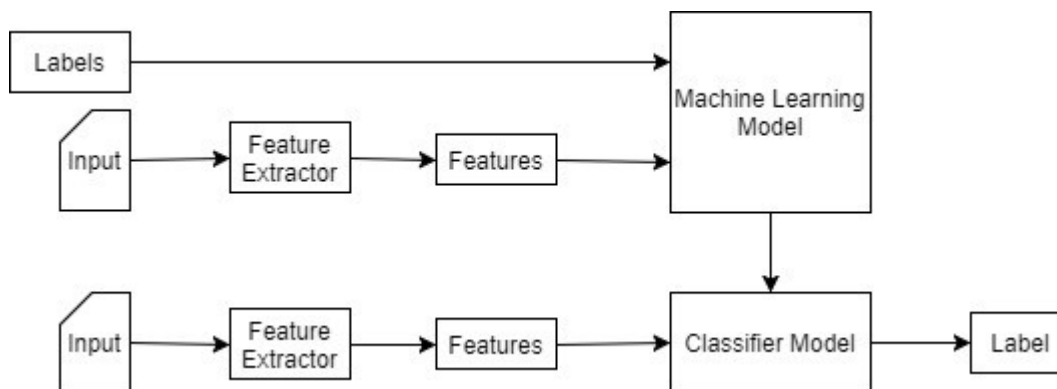 Labels
Machine Learning
Model
Input
Feature
Extractor
Features
Input
Feature
Extractor
Features
Classifier Model
Label